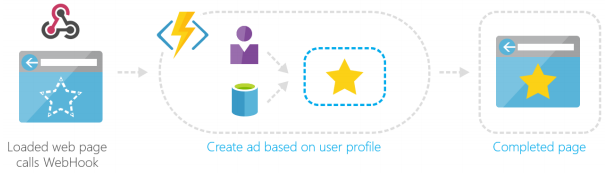 Loaded web page
calls WebHook
Create ad based on user profile
Completed page